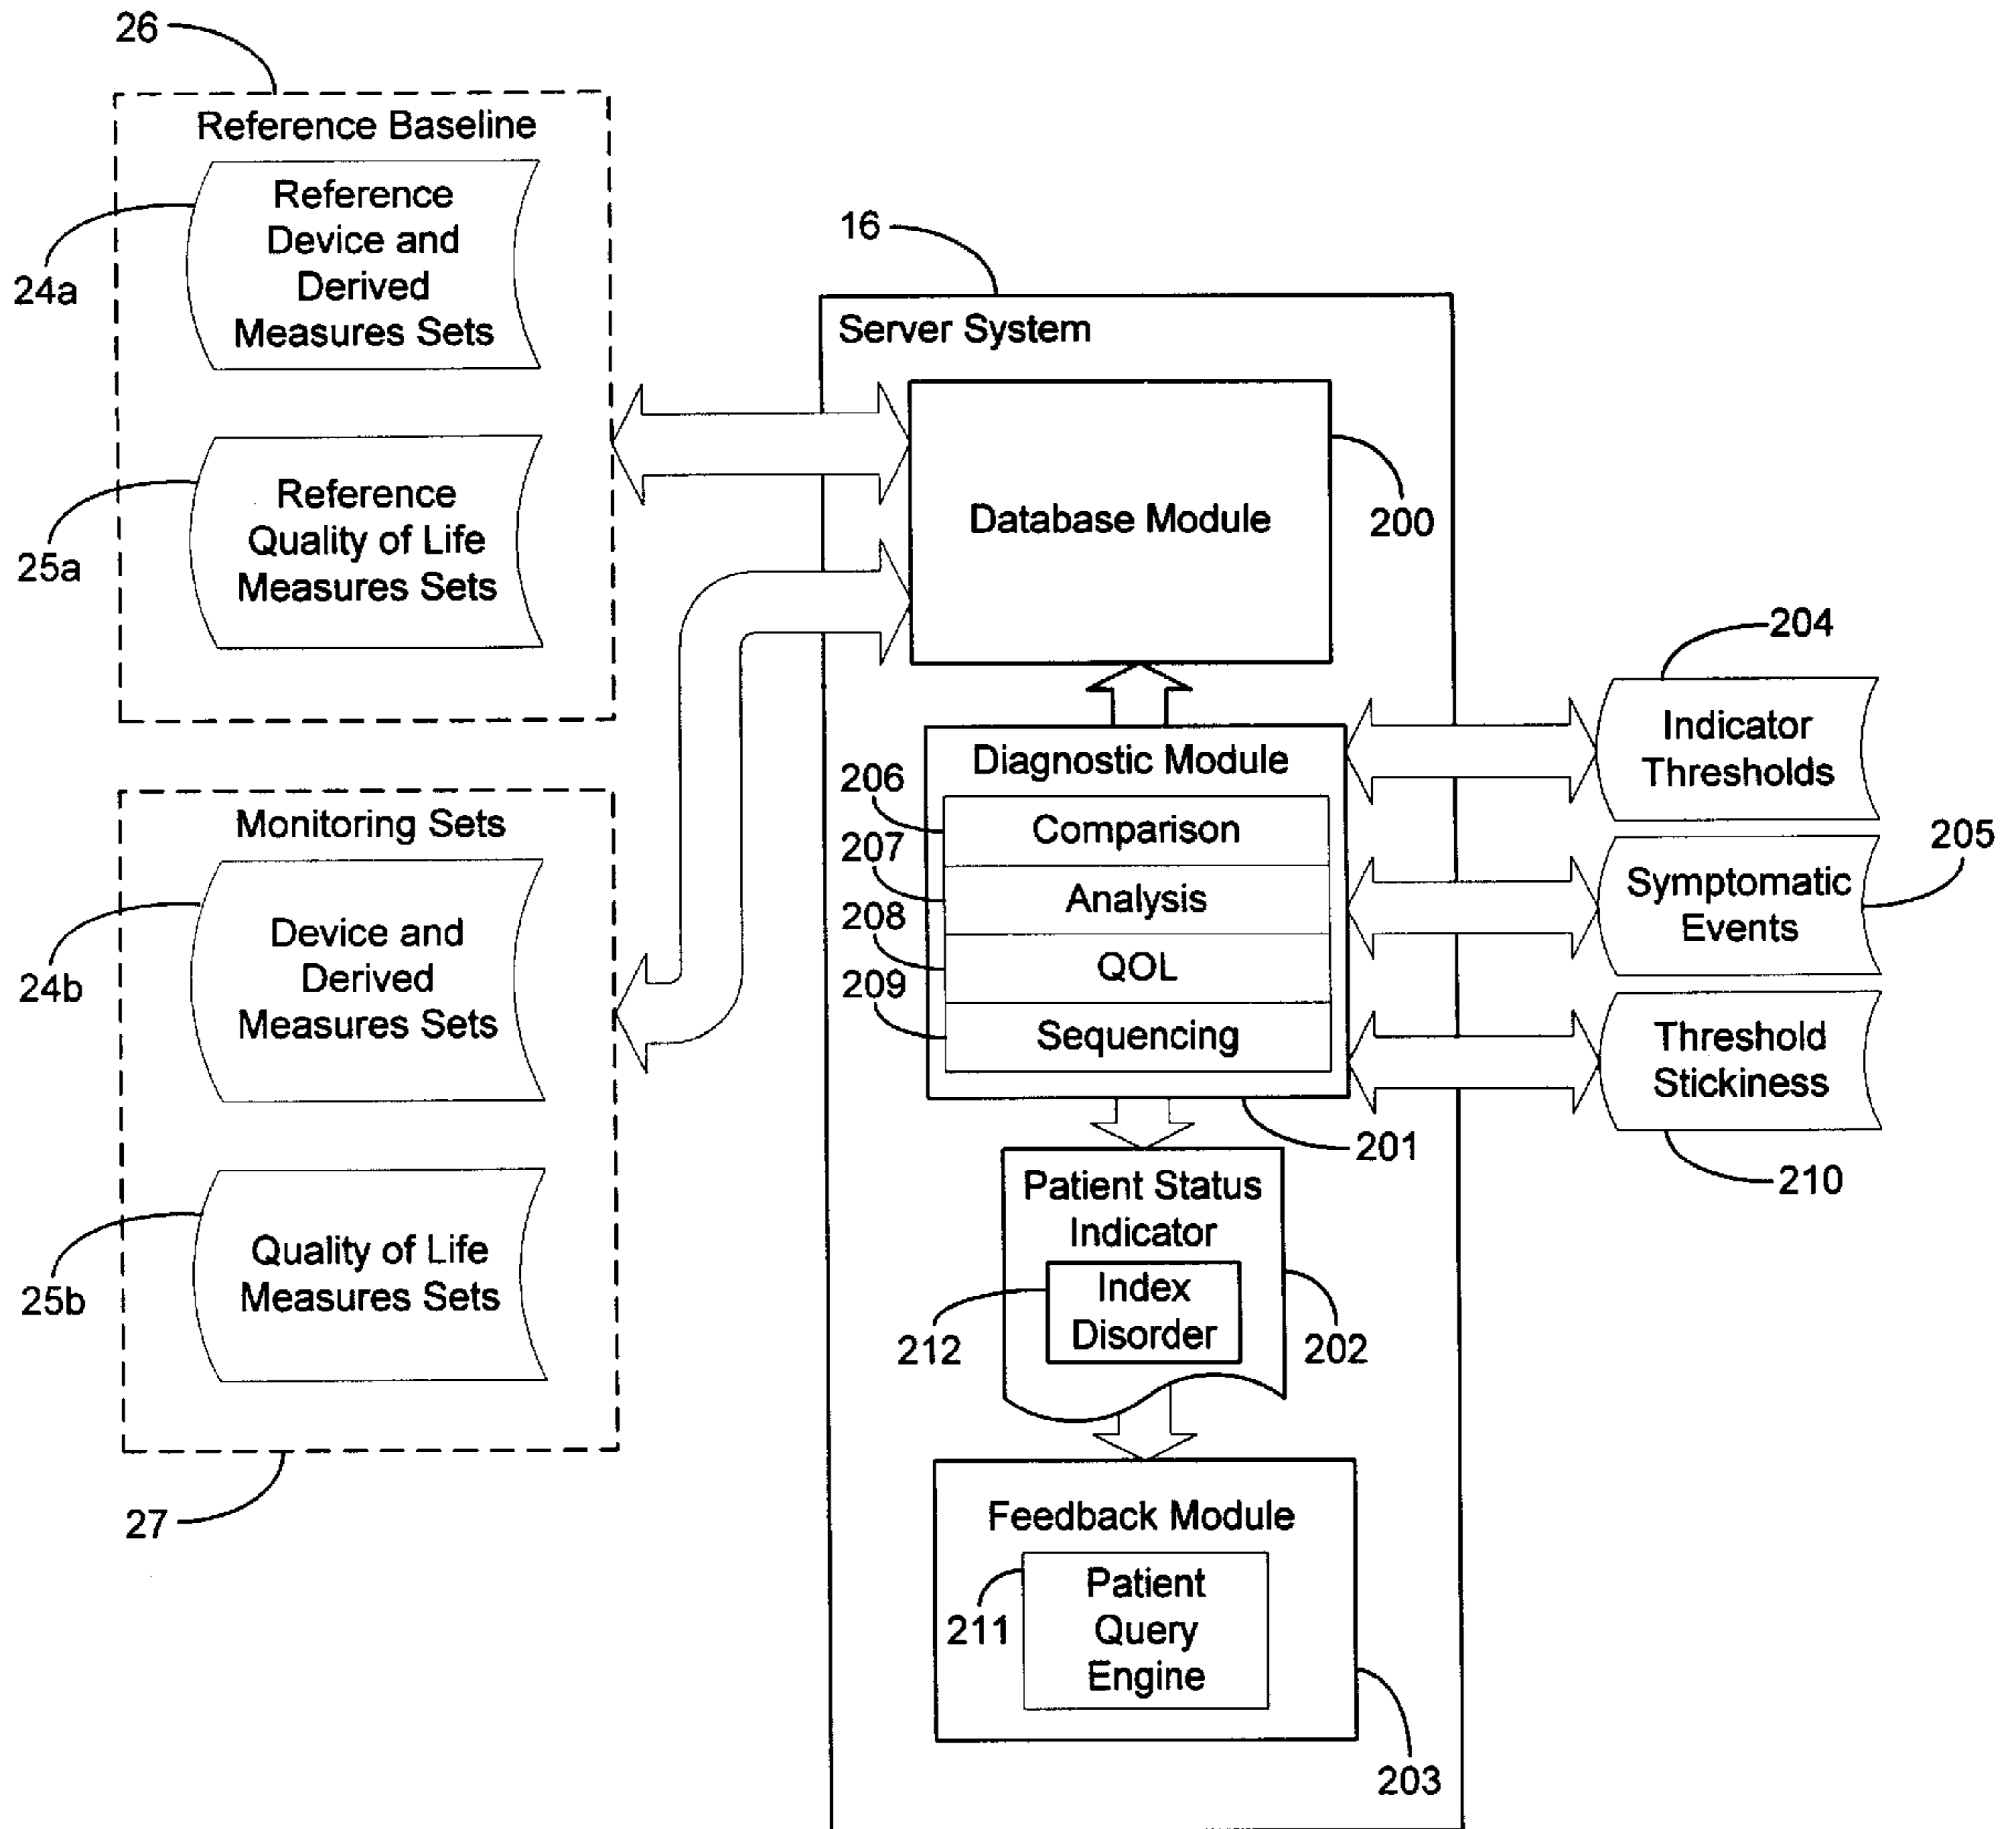 26
Reference Baseline
Reference
Device and
Derived
Measures Sets
24a
Reference
Quality of Life
Measures Sets
25a
Monitoring Sets
Device and
Derived
Measures Sets
24b
Quality of Life
Measures Sets
25b
27
16
Server System
Database Module
200
Diagnostic Module
206
Comparison
207
Analysis
208
QOL
209
Sequencing
201
204
Indicator
Thresholds
205
Symptomatic
Events
Threshold
Stickiness
210
Patient Status
Indicator
Index
Disorder
212
202
Feedback Module
Patient
Query
Engine
211
203